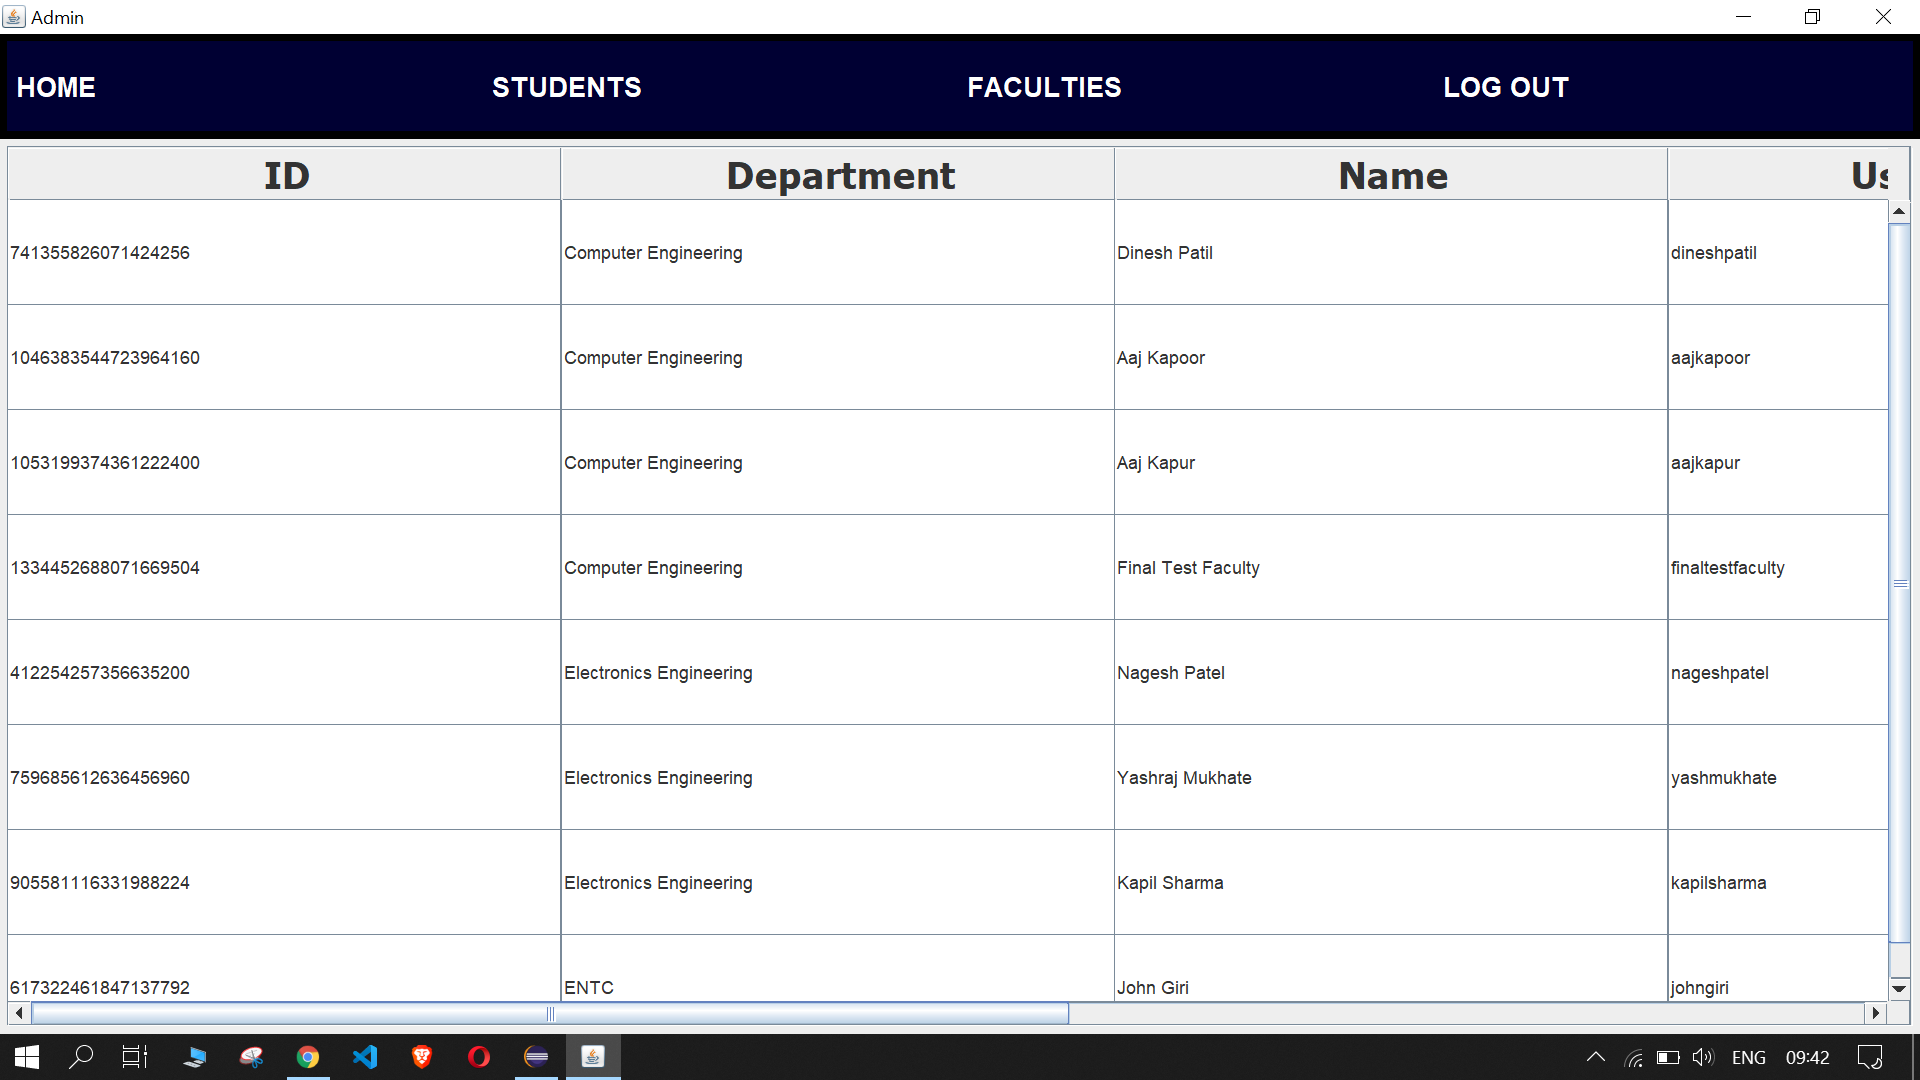 Admin
HOME STUDENTS FACULTIES LOG OUT
ID Department Name Us
741355826071424256 Computer Engineering Dinesh Patil dineshpatil
1046383544723964160 Computer Engineering Aaj Kapoor aajkapoor
1053199374361222400 Computer Engineering Aaj Kapur aajkapur
1334452688071669504 Computer Engineering Final Test Faculty finaltestfaculty
412254257356635200 Electronics Engineering Nagesh Patel nageshpatel
759685612636456960 Electronics Engineering Yashraj Mukhate yashmukhate
905581116331988224 Electronics Engineering Kapil Sharma kapilsharma
617322461847137792 ENTC John Giri johngiri
ENG 09:42